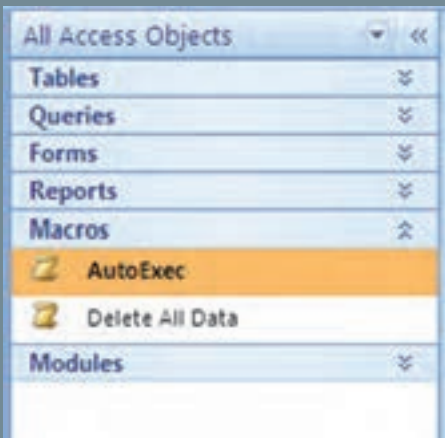 All Access Objects
Tables
Queries
Forms
Reports
Macros
AutoExec
Delete All Data
Modules